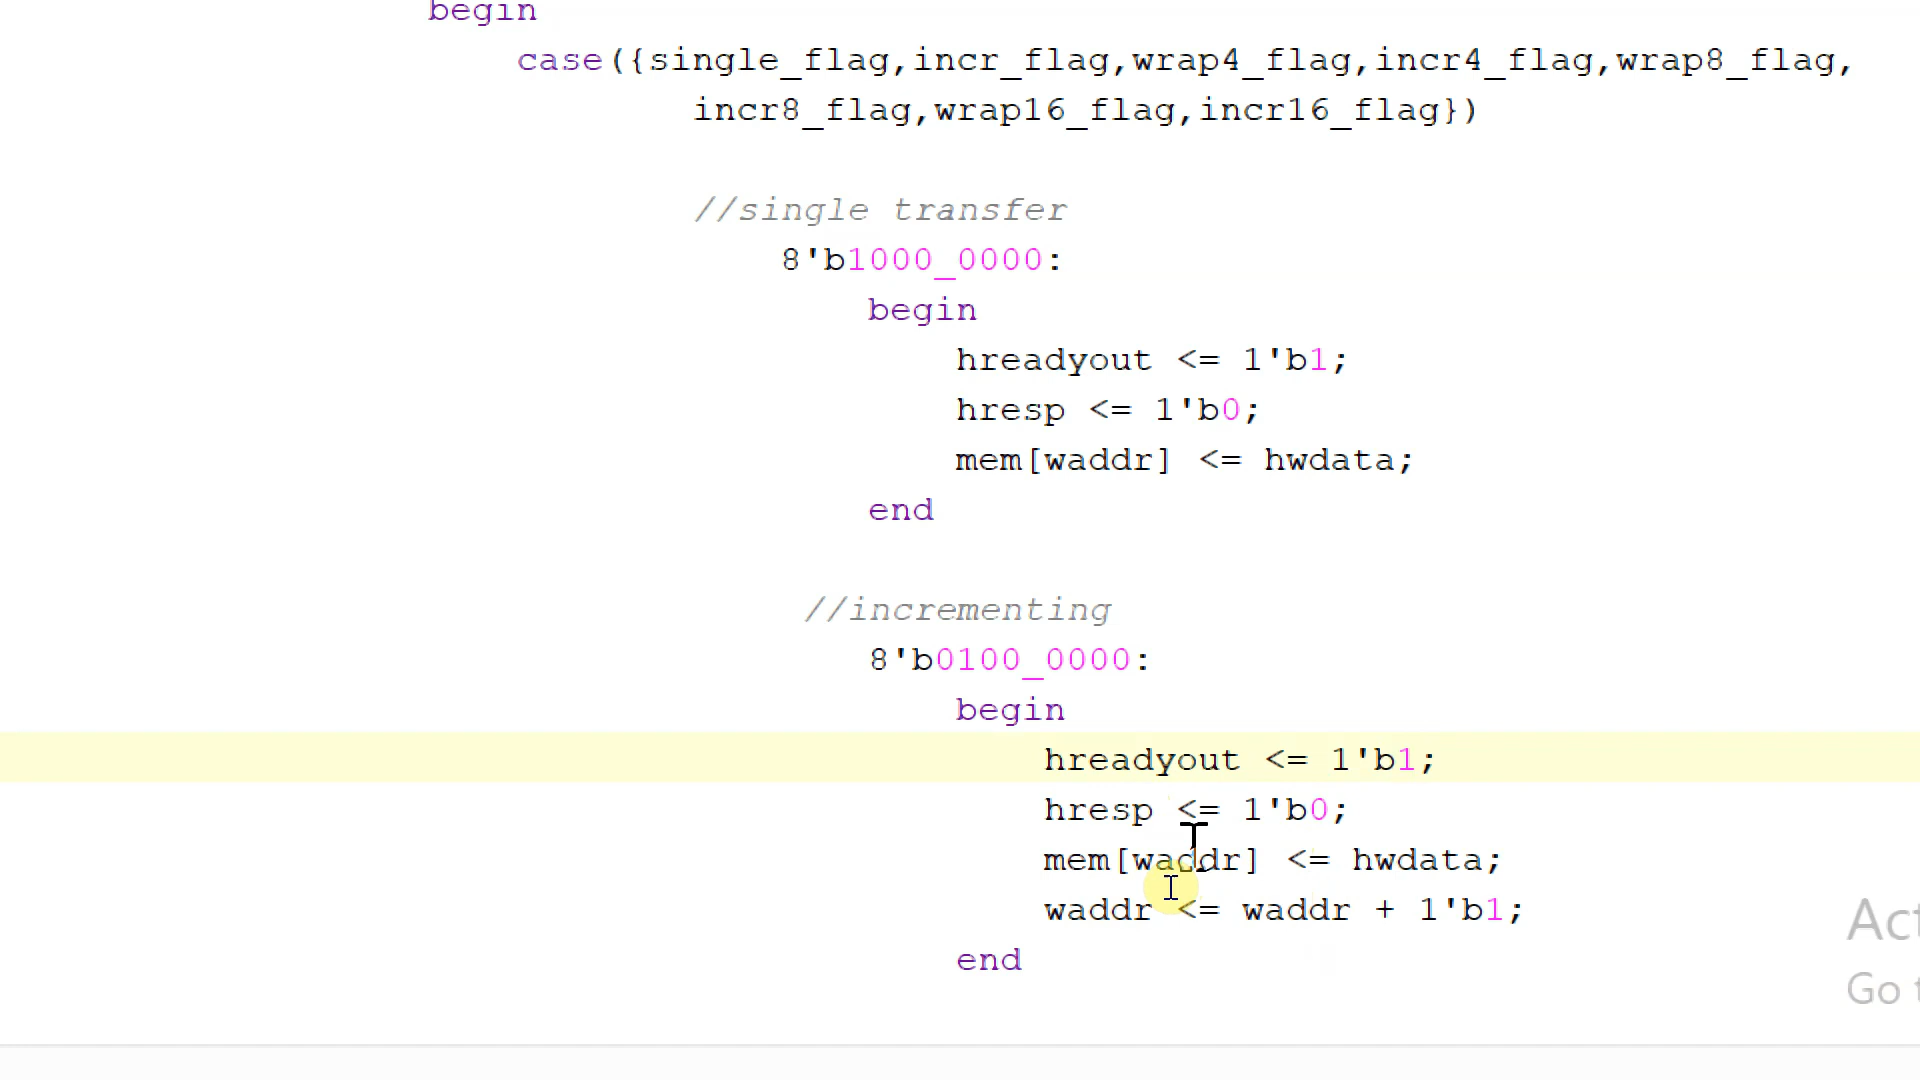 begin
case({single_flag,incr_flag,wrap4_flag,incr4_flag,wrap8_flag,
incr8_flag,wrap16_flag,incr16_flag})
//single transfer
8'b1000_0000:
begin
hreadyout <= 1'b1;
hresp <= 1'b0;
mem[waddr] <= hwdata;
end
//incrementing
8'b0100_0000:
begin
hreadyout <= 1'b1;
hresp <= 1'b0;
mem[waddr] <= hwdata;
waddr <= waddr + 1'b1;
end
Act
Go t